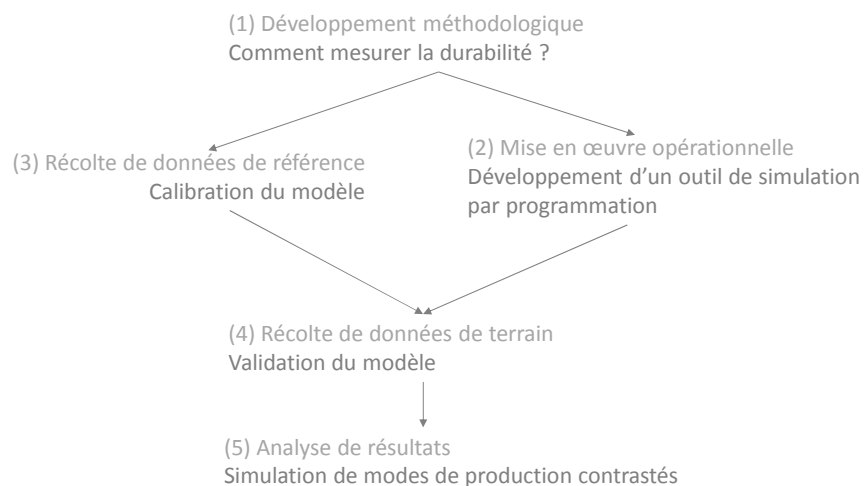 (1) Développement méthodologique
Comment mesurer la durabilité ?
(3) Récolte de données de référence
Calibration du modèle
(2) Mise en œuvre opérationnelle
Développement d'un outil de simulation
par programmation
(4) Récolte de données de terrain
Validation du modèle
(5) Analyse de résultats
Simulation de modes de production contrastés